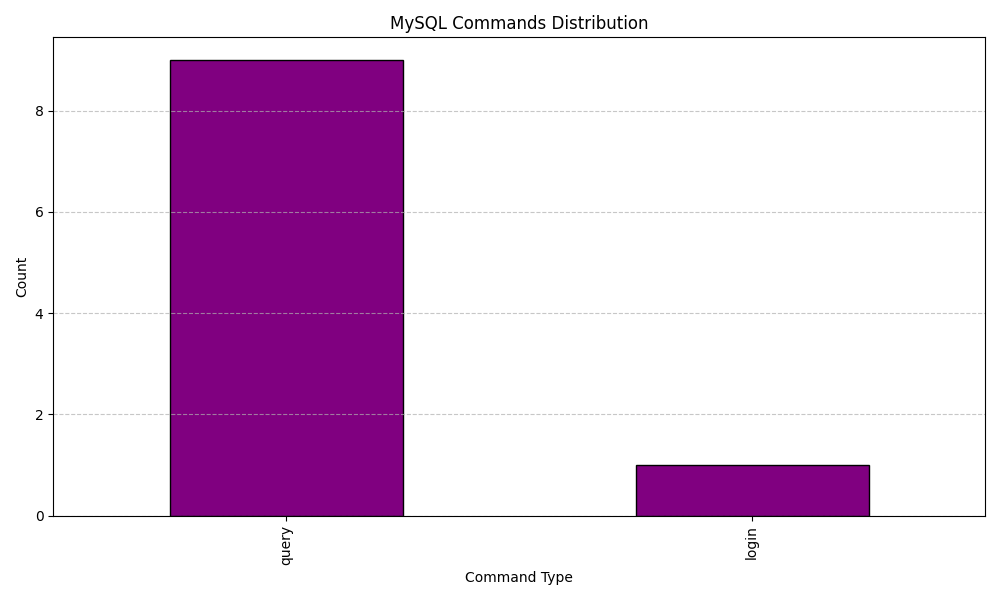 MySQL Commands Distribution
Count
8
6
4
2
0
query
login
Command Type